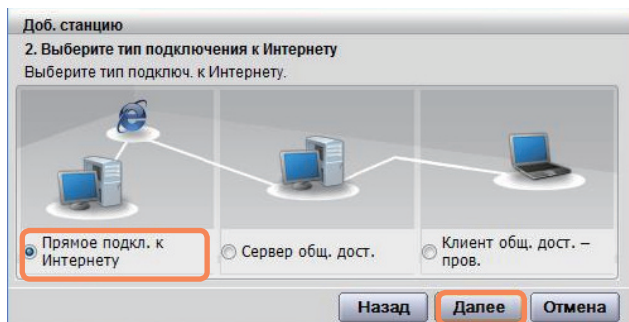 Доб. станцию
2. Выберите тип подключения к Интернету
Выберите тип подключ. к Интернету.
Прямое подкл. к
Интернету
Сервер общ. дост.
Клиент общ. дост. –
пров.
Назад Далее Отмена